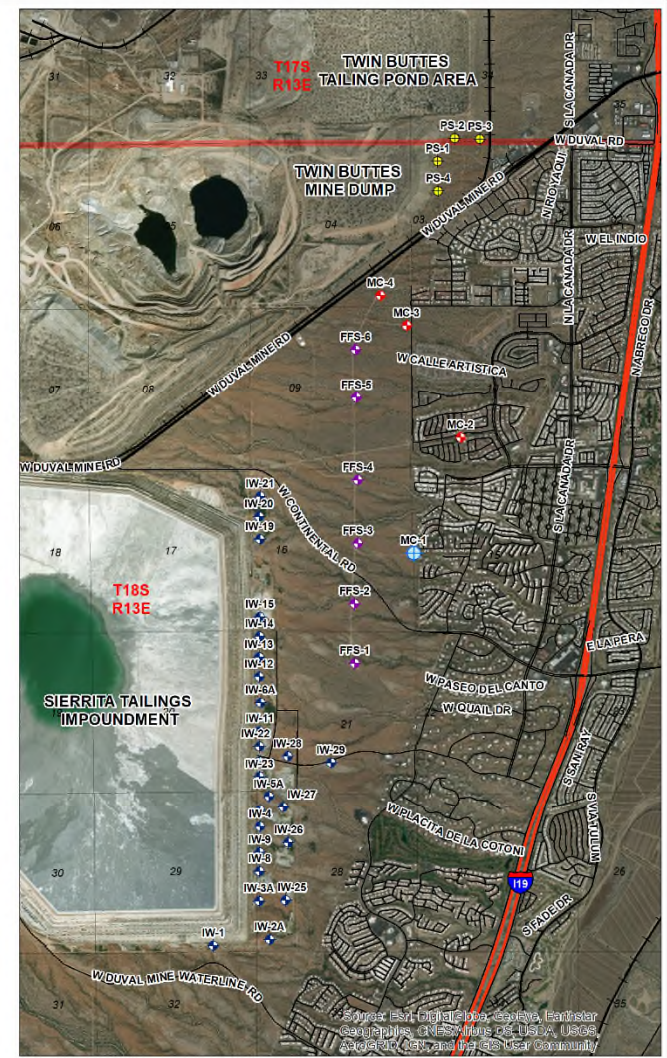 31
32
33
T17S
R13E
TWIN BUTTES
TAILING POND AREA
34
S LA CANADA DR
35
PS-2
PS-3
W DUVAL RD
PS-1
PS-4
TWIN BUTTES
MINE DUMP
N RIO YAQUI
W DUVAL MINE RD
06
05
04
03
W EL INDIO
N LA CANADA DR
MC-4
MC-3
N ABREGO DR
FFS-6
W DUVAL MINE RD
W CALLE ARTISTICA
FFS-5
07
08
09
MC-2
W DUVAL MINE RD
FFS-4
S LA CANADA DR
IW-21
IW-20
IW-19
W CONTINENTAL RD
FFS-3
MC-1
18
17
16
T18S
R13E
FFS-2
IW-15
IW-14
IW-13
IW-12
E LA PERA
FFS-1
IW-6A
W PASEO DEL CANTO
SIERRITA TAILINGS
IMPOUNDMENT
W QUAIL DR
IW-11
21
IW-22
IW-28
IW-29
S SAN RAY
IW-23
IW-5A
IW-27
IW-4
W PLACITA DE LA COTONI
S VIA TULUM
IW-26
IW-9
IW-8
30
29
28
26
I19
IW-3A
IW-25
S FADE DR
IW-1
IW-2A
W DUVAL MINE WATERLINE RD
31
32
33
35
Source: Esri, DigitalGlobe, GeoEye, Earthstar
Geographics, CNES/Airbus DS, USDA, USGS,
AeroGRID, IGN, and the GIS User Community